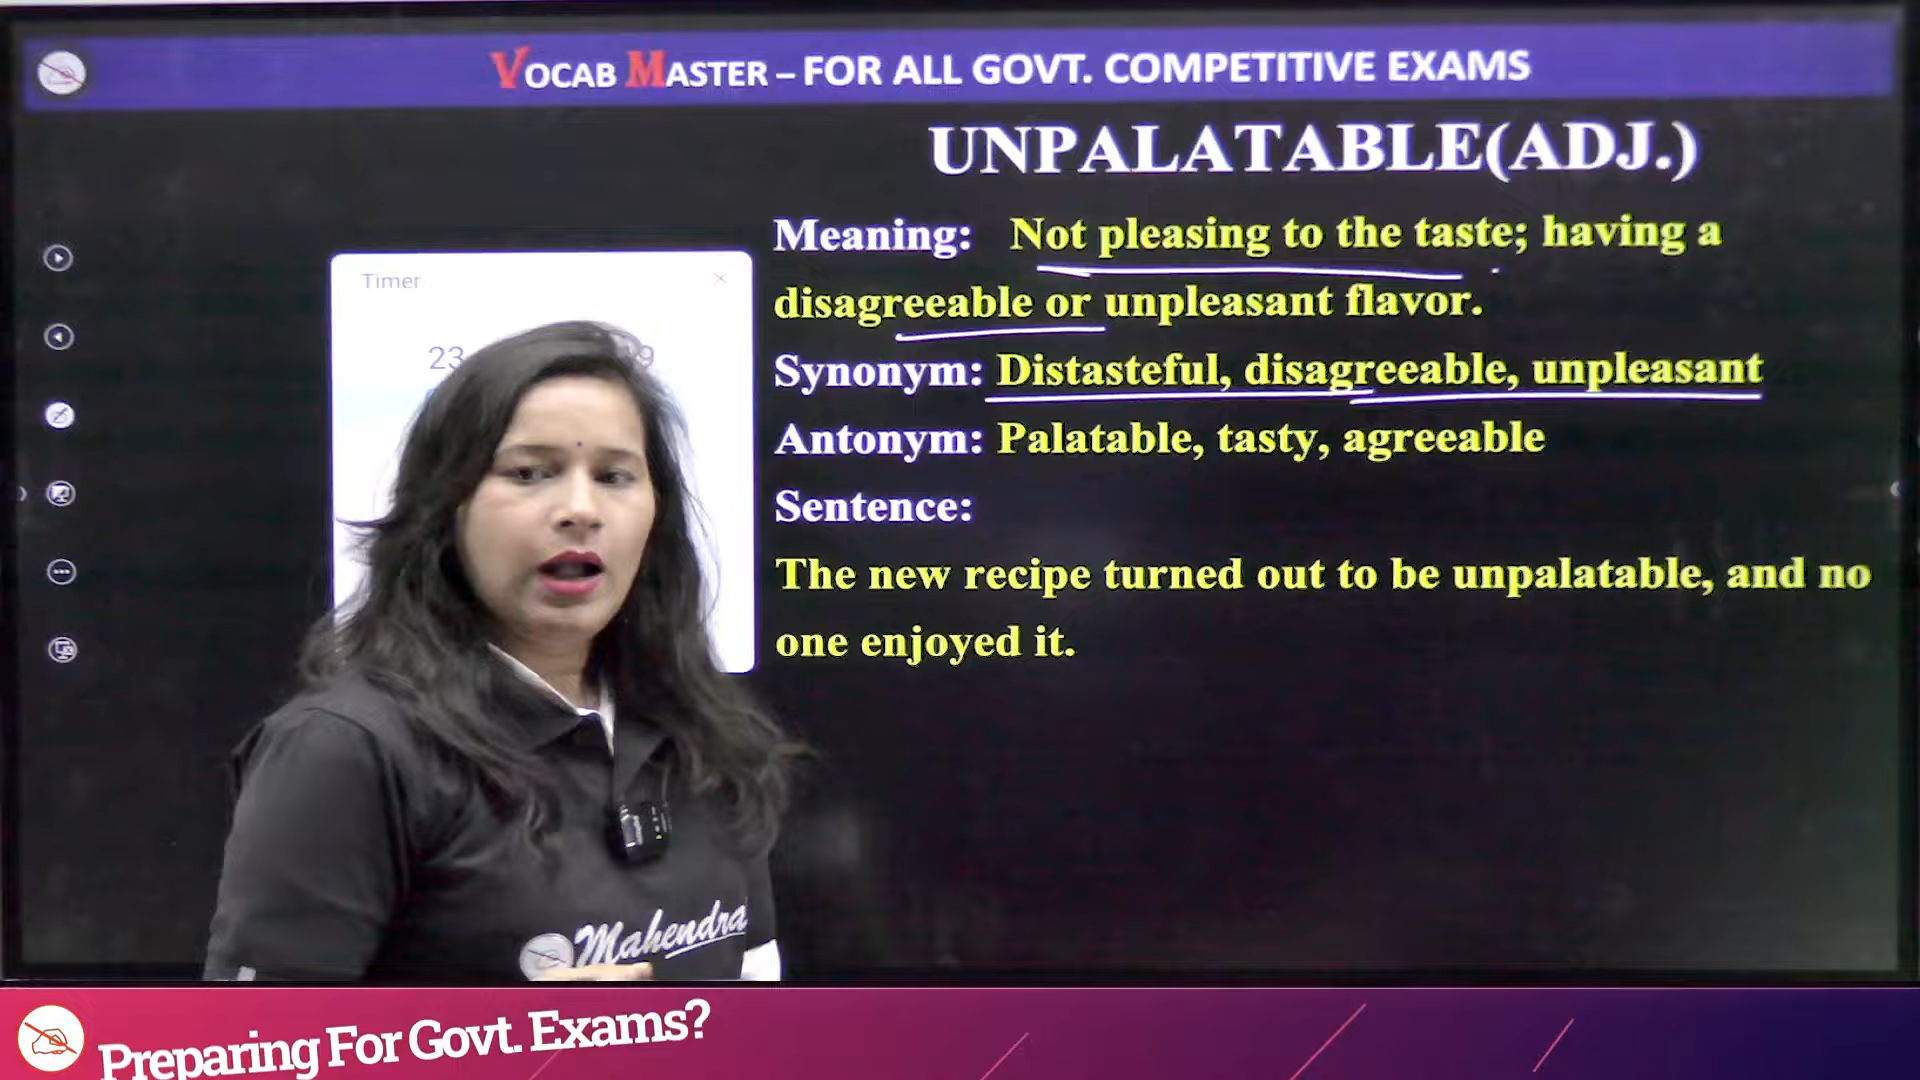 VOCAB MASTER – FOR ALL GOVT. COMPETITIVE EXAMS
UNPALATABLE(ADJ.)
Meaning: Not pleasing to the taste; having a
disagreeable or unpleasant flavor.
Synonym: Distasteful, disagreeable, unpleasant
Antonym: Palatable, tasty, agreeable
Sentence:
The new recipe turned out to be unpalatable, and no
one enjoyed it.
Timer
23
9
Mahendra
Preparing For Govt. Exams?